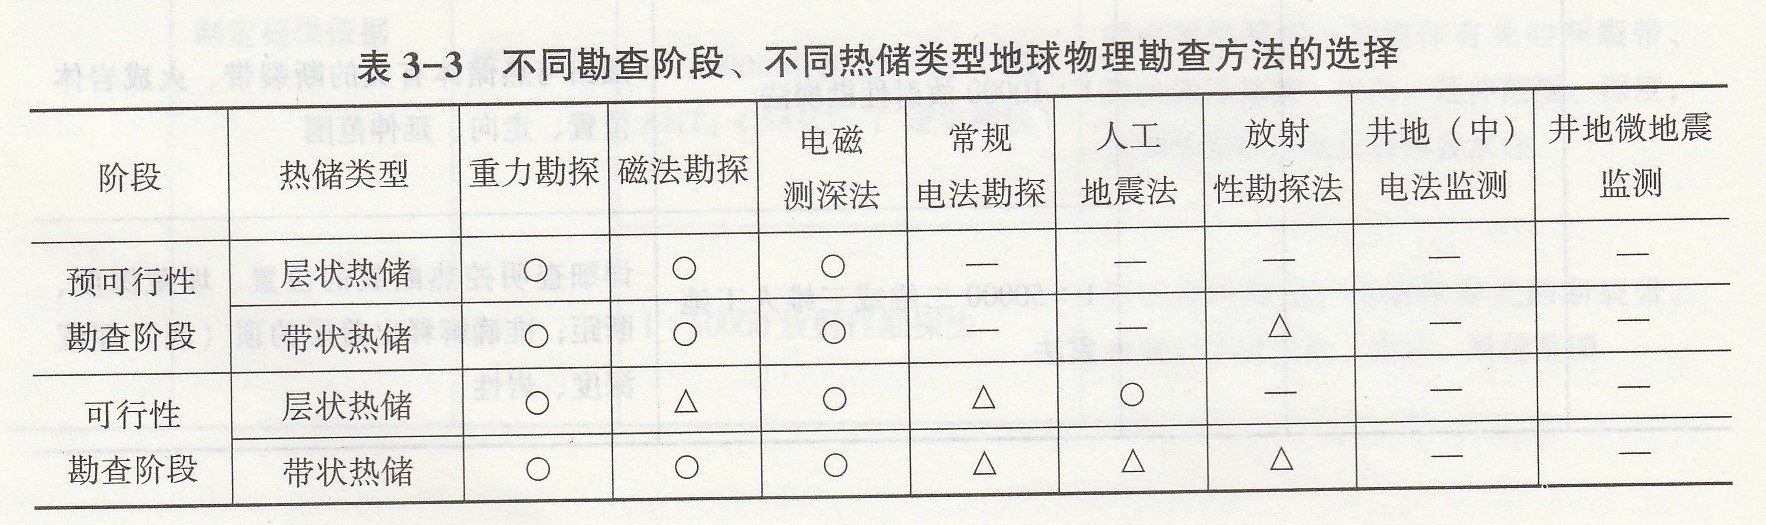 表 3-3 不同勘查阶段、不同热储类型地球物理勘查方法的选择
阶段 热储类型 重力勘探 磁法勘探 电磁测深法 常规电法勘探 人工地震法 放射性勘探法 井地（中）电法监测 井地微地震监测
预可行性勘查阶段 层状热储 ○ ○ ○ — — — — —
带状热储 ○ ○ ○ — — △ — —
可行性勘查阶段 层状热储 ○ △ ○ △ ○ — — —
带状热储 ○ ○ ○ △ △ △ — —